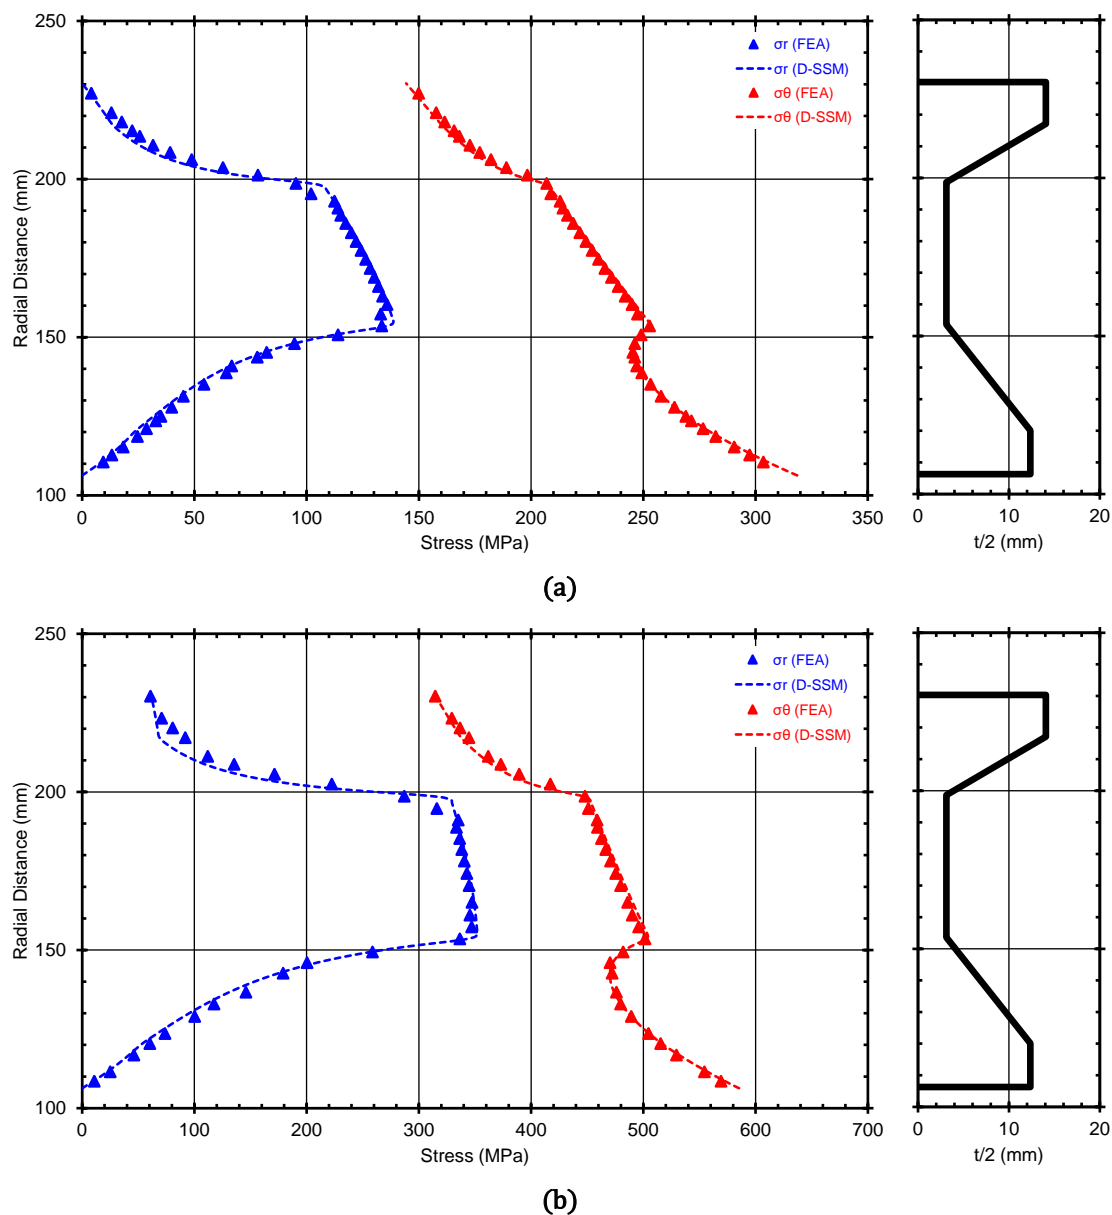 250
200
150
100
Radial Distance (mm)
σr (FEA)
σr (D-SSM)
σθ (FEA)
σθ (D-SSM)
0 50 100 150 200 250 300 350
Stress (MPa)
0 10 20
t/2 (mm)
(a)
250
200
150
100
Radial Distance (mm)
σr (FEA)
σr (D-SSM)
σθ (FEA)
σθ (D-SSM)
0 100 200 300 400 500 600 700
Stress (MPa)
0 10 20
t/2 (mm)
(b)